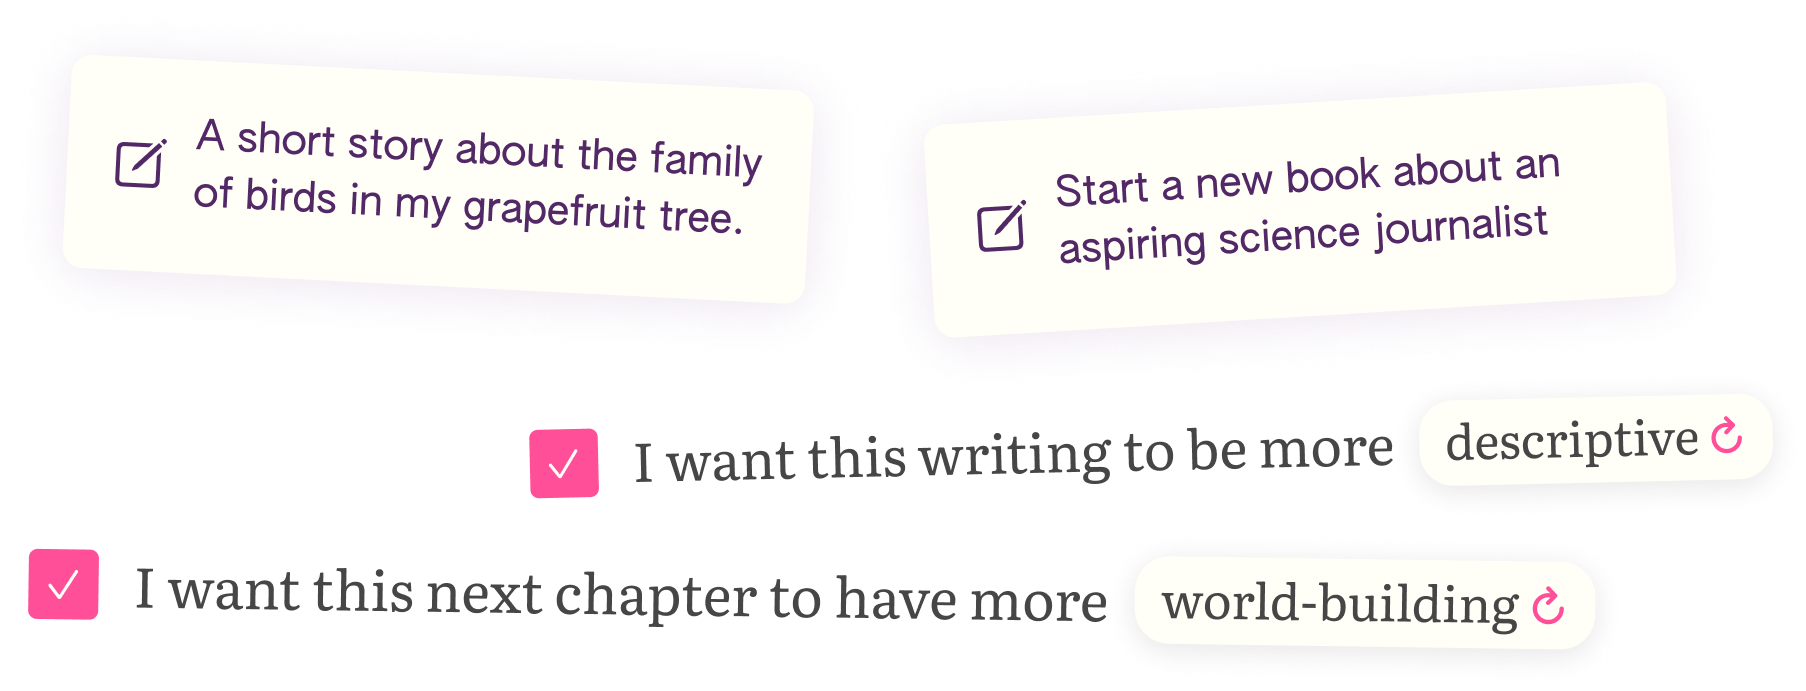 A short story about the family
of birds in my grapefruit tree.
Start a new book about an
aspiring science journalist
I want this writing to be more descriptive
I want this next chapter to have more world-building